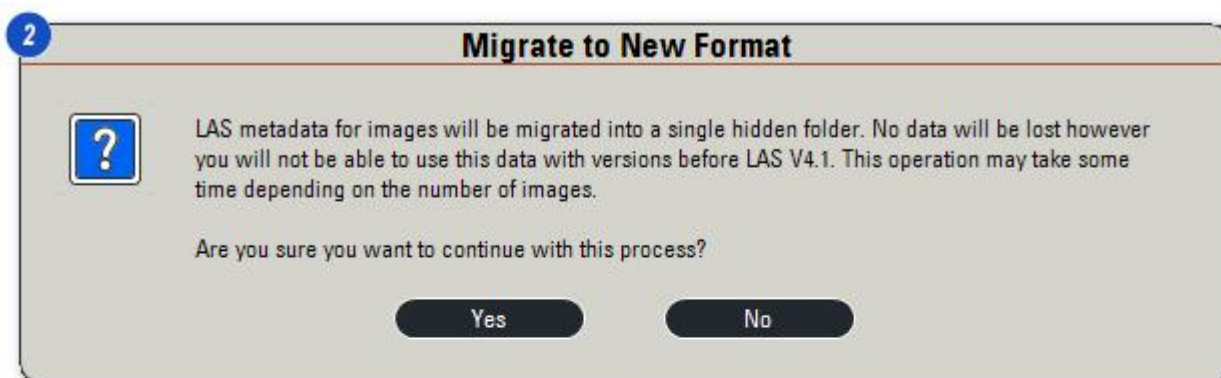 2
Migrate to New Format
?
LAS metadata for images will be migrated into a single hidden folder. No data will be lost however
you will not be able to use this data with versions before LAS V4.1. This operation may take some
time depending on the number of images.
Are you sure you want to continue with this process?
Yes No